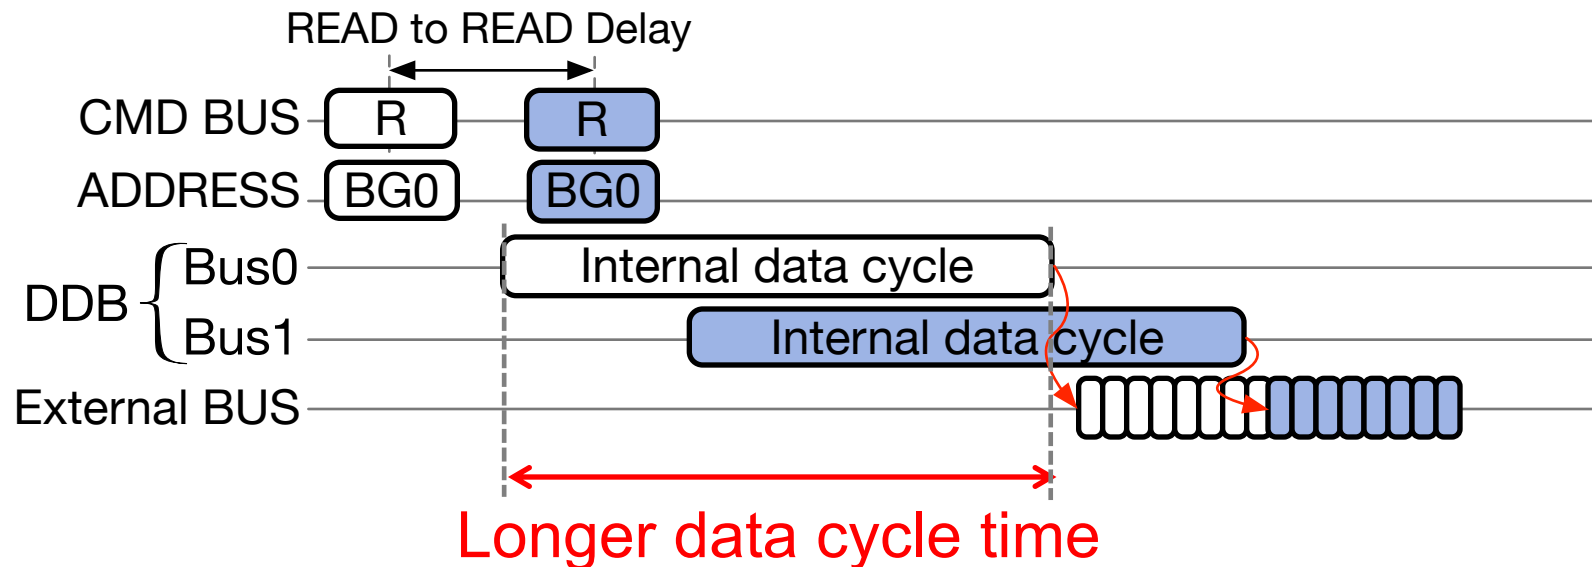 READ to READ Delay
CMD BUS R R
ADDRESS BG0 BG0
DDB
Bus0 Internal data cycle
Bus1 Internal data cycle
External BUS
Longer data cycle time